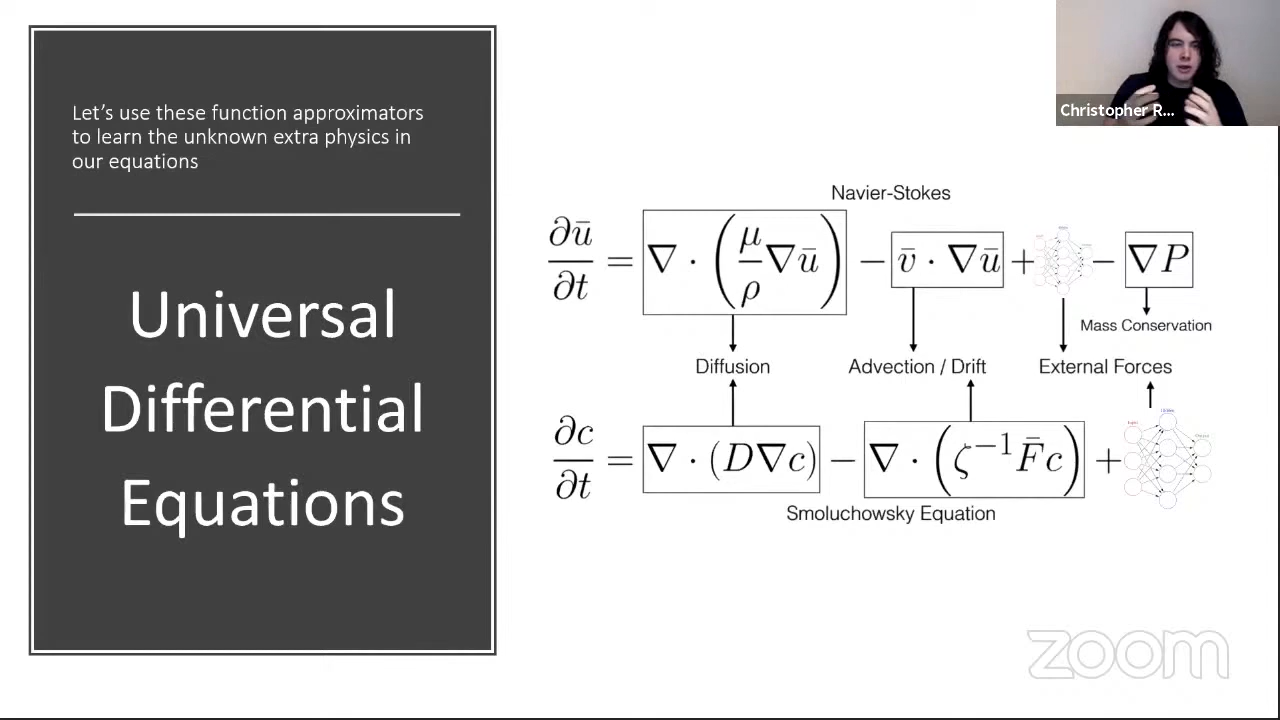 Let's use these function approximators
to learn the unknown extra physics in
our equations
Universal
Differential
Equations
Christopher R...
Navier-Stokes
∂ū/∂t = ∇ · (μ/ρ ∇ū) − v̄ · ∇ū + − ∇P
Mass Conservation
Diffusion
Advection / Drift
External Forces
∂c/∂t = ∇ · (D∇c) − ∇ · (ζ⁻¹F̄c) +
Smoluchowsky Equation
zoom